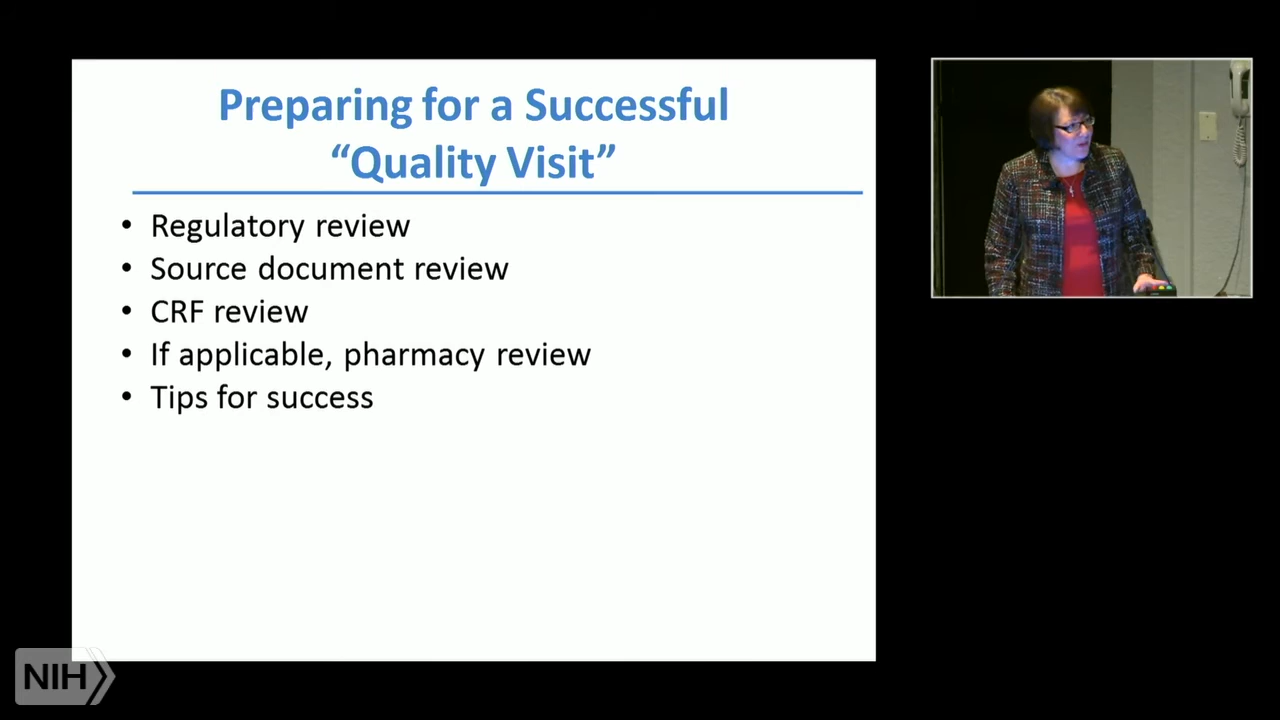 Preparing for a Successful
“Quality Visit”
• Regulatory review
• Source document review
• CRF review
• If applicable, pharmacy review
• Tips for success
NIH